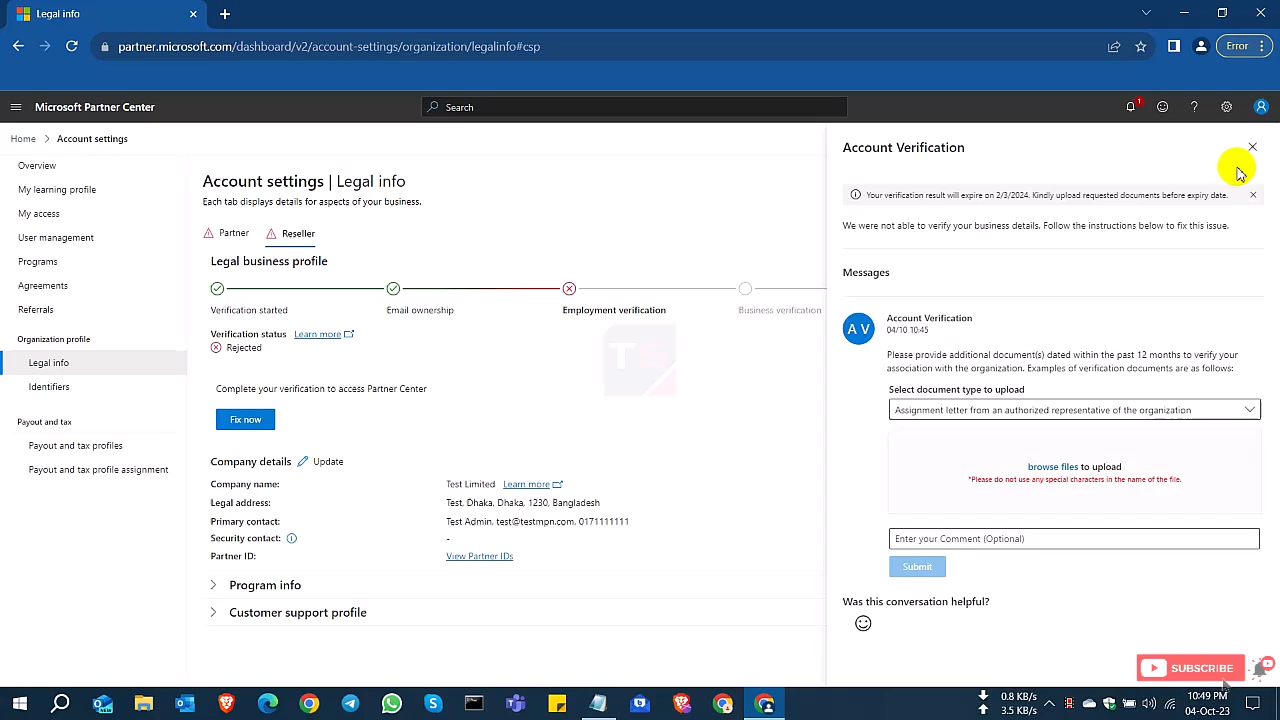 Legal info
partner.microsoft.com/dashboard/v2/account-settings/organization/legalinfo#csp
Error
Microsoft Partner Center
Search
1
Home > Account settings
Overview
My learning profile
My access
User management
Programs
Agreements
Referrals
Organization profile
Legal info
Identifiers
Payout and tax
Payout and tax profiles
Payout and tax profile assignment
Account settings | Legal info
Each tab displays details for aspects of your business.
Partner
Reseller
Legal business profile
Verification started
Email ownership
Employment verification
Business verification
Verification status Learn more
Rejected
Complete your verification to access Partner Center
Fix now
Company details Update
Company name: Test Limited Learn more
Legal address: Test, Dhaka, Dhaka, 1230, Bangladesh
Primary contact: Test Admin, test@testmpn.com, 0171111111
Security contact: -
Partner ID: View Partner IDs
Program info
Customer support profile
Account Verification
Your verification result will expire on 2/3/2024. Kindly upload requested documents before expiry date.
We were not able to verify your business details. Follow the instructions below to fix this issue.
Messages
A V
Account Verification
04/10 10:45
Please provide additional document(s) dated within the past 12 months to verify your
association with the organization. Examples of verification documents are as follows:
Select document type to upload
Assignment letter from an authorized representative of the organization
browse files to upload
*Please do not use any special characters in the name of the file.
Enter your Comment (Optional)
Submit
Was this conversation helpful?
SUBSCRIBE
0.8 KB/s
3.5 KB/s
10:49 PM
04-Oct-23